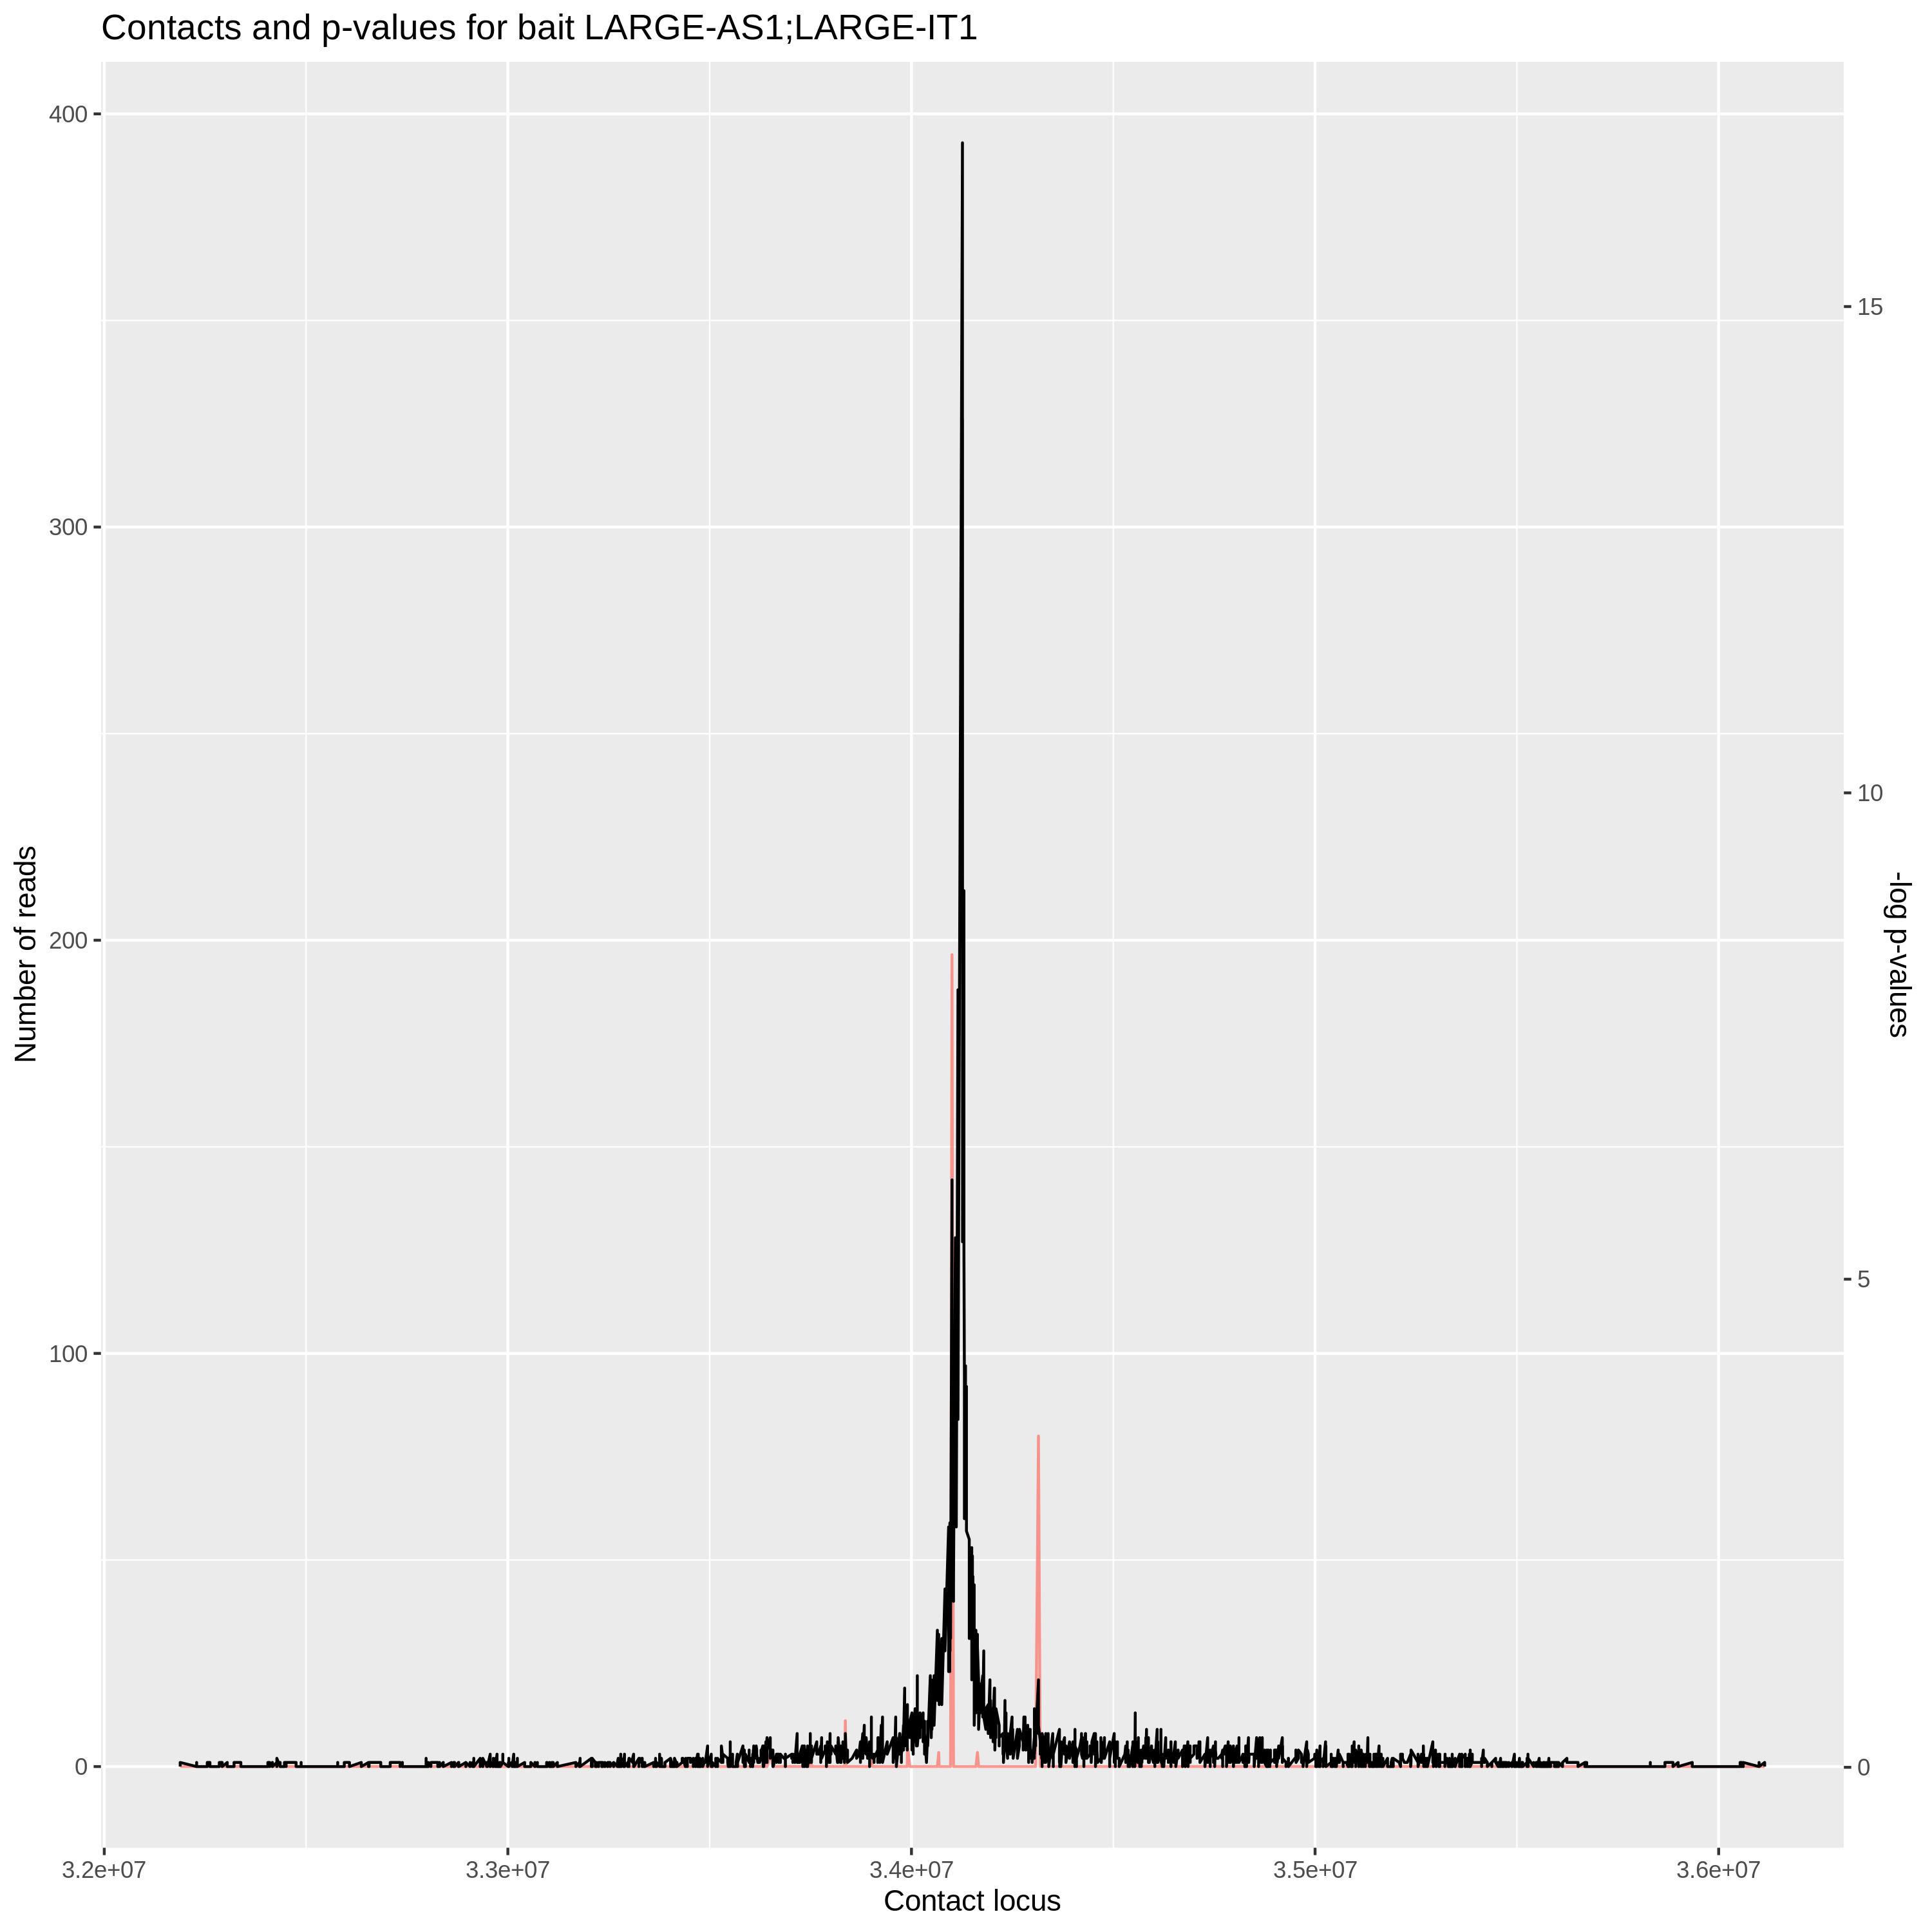 Contacts and p-values for bait LARGE-AS1;LARGE-IT1
400
300
200
100
0
Number of reads
15
10
5
0
-log p-values
3.2e+07
3.3e+07
3.4e+07
3.5e+07
3.6e+07
Contact locus